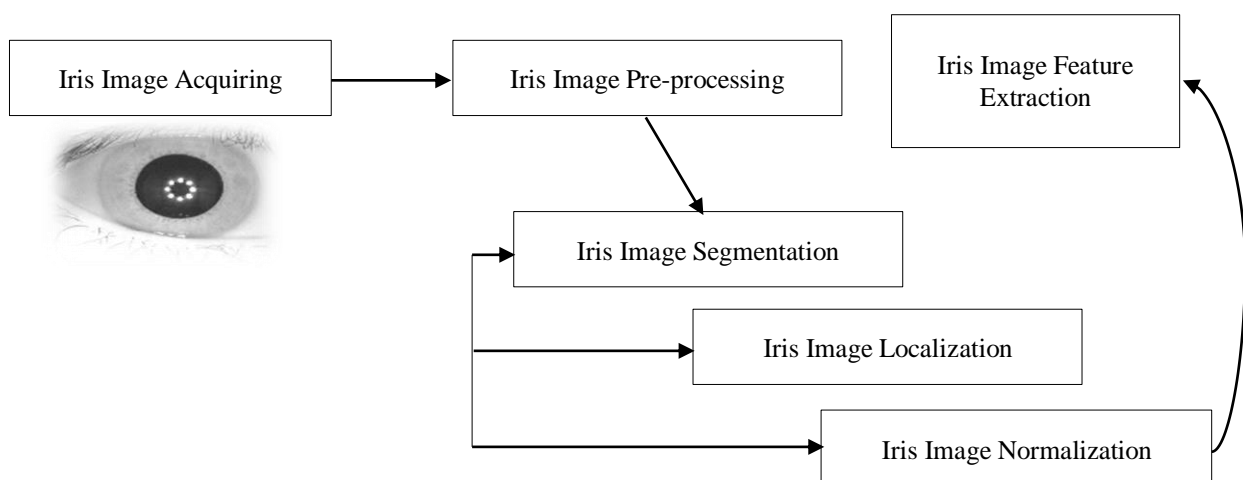 Iris Image Acquiring
Iris Image Pre-processing
Iris Image Feature
Extraction
Iris Image Segmentation
Iris Image Localization
Iris Image Normalization